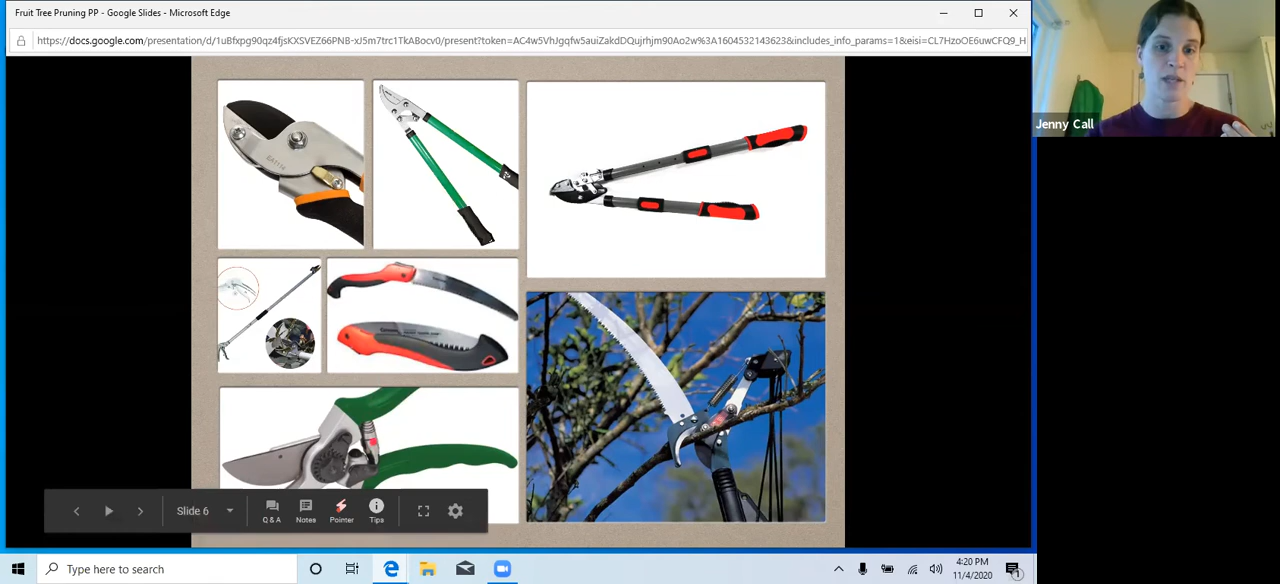 Fruit Tree Pruning PP - Google Slides - Microsoft Edge
https://docs.google.com/presentation/d/1uBfxpg90qz4fjsKXSVEZ66PNB-xJ5m7trc1TkABocv0/present?token=AC4w5VhJgqfw5auiZakdDQujrhjm90Ao2w%3A1604532143623&includes_info_params=1&eisi=CL7HzoOE6uwCFQ9_H
Jenny Call
Slide 6
Q & A
Notes
Pointer
Tips
Type here to search
4:20 PM
11/4/2020
1